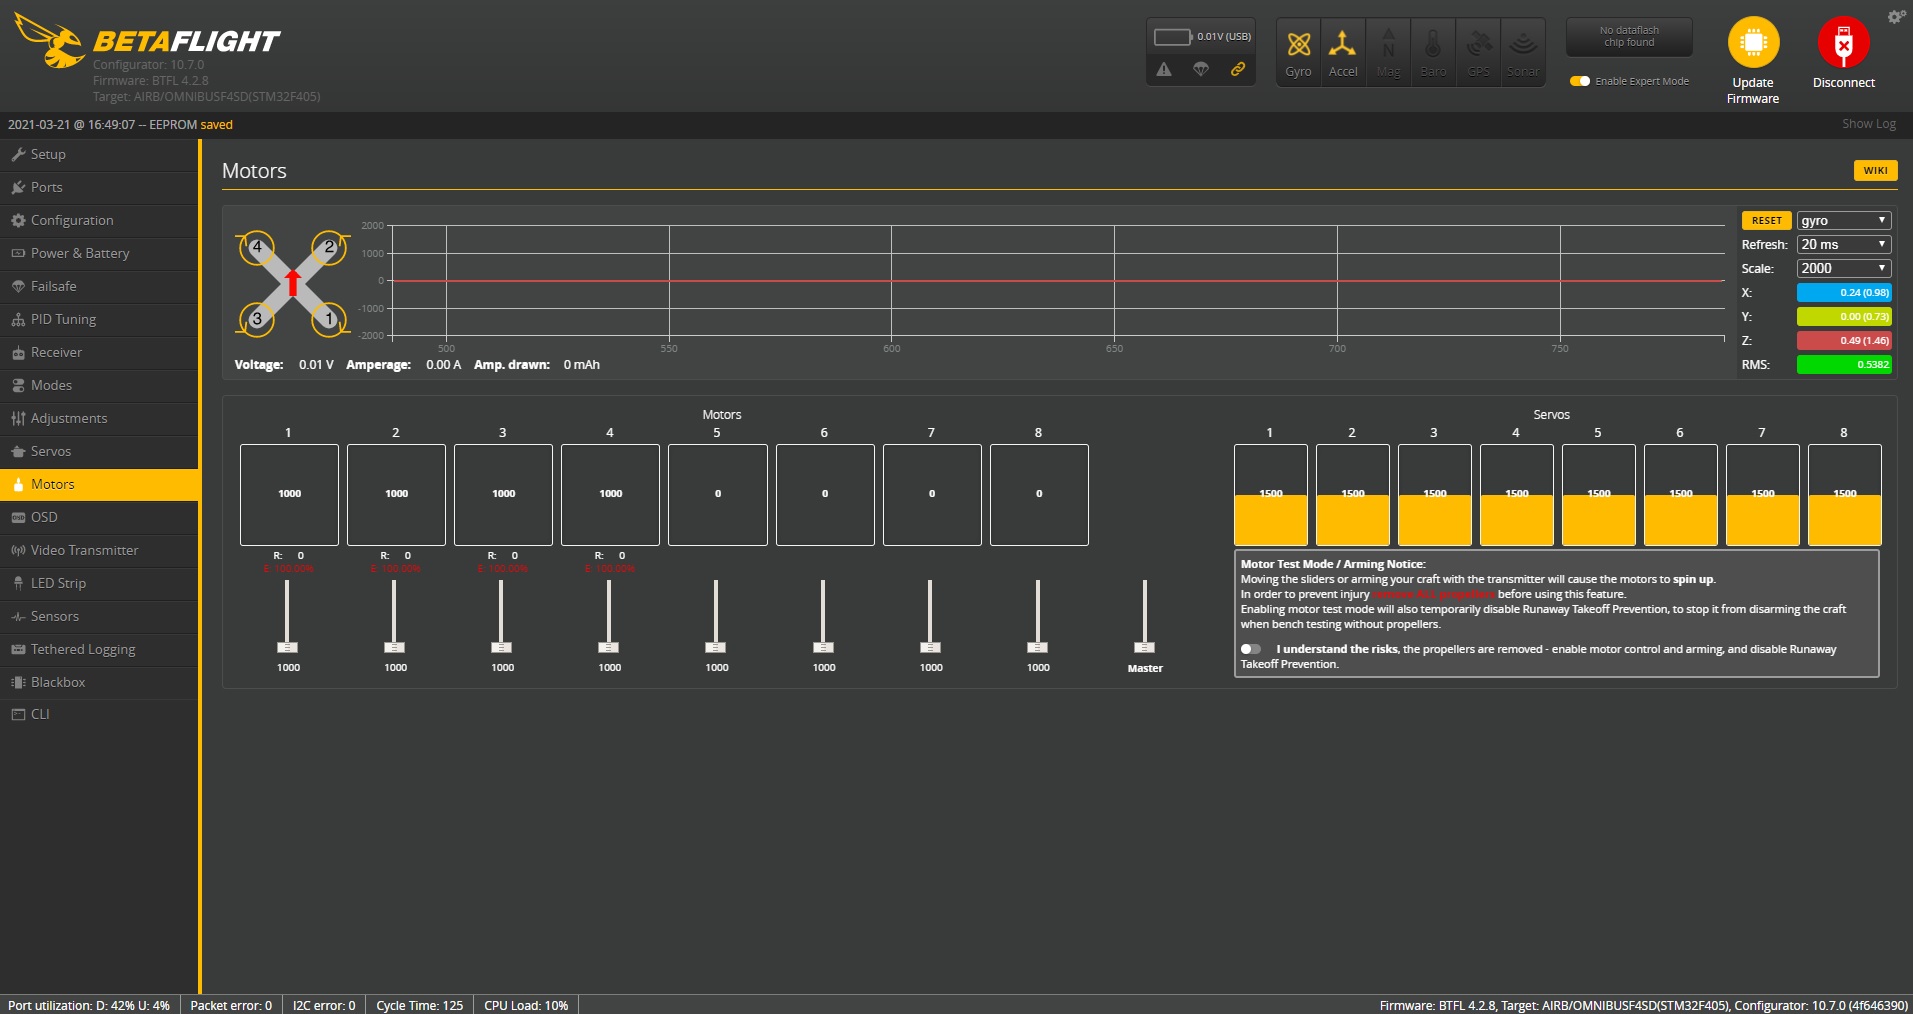 BETAFLIGHT
Configurator: 10.7.0
Firmware: BTFL 4.2.8
Target: AIRB/OMNIBUSF4SD(STM32F405)
0.01V (USB)
Gyro Accel Mag Baro GPS Sonar
No dataflash
chip found
Enable Expert Mode
Update
Firmware
Disconnect
2021-03-21 @ 16:49:07 -- EEPROM saved
Show Log
Setup
Ports
Configuration
Power & Battery
Failsafe
PID Tuning
Receiver
Modes
Adjustments
Servos
Motors
OSD
Video Transmitter
LED Strip
Sensors
Tethered Logging
Blackbox
CLI
Motors
WIKI
4 2
3 1
2000
1000
0
-1000
-2000
500 550 600 650 700 750
Voltage: 0.01 V Amperage: 0.00 A Amp. drawn: 0 mAh
RESET gyro
Refresh: 20 ms
Scale: 2000
X: 0.24 (0.98)
Y: 0.00 (0.73)
Z: 0.49 (1.46)
RMS: 0.5382
Motors
1 2 3 4 5 6 7 8
1000 1000 1000 1000 0 0 0 0
R: 0 R: 0 R: 0 R: 0
E: 100.00% E: 100.00% E: 100.00% E: 100.00%
1000 1000 1000 1000 1000 1000 1000 1000 Master
Servos
1 2 3 4 5 6 7 8
1500 1500 1500 1500 1500 1500 1500 1500
Motor Test Mode / Arming Notice:
Moving the sliders or arming your craft with the transmitter will cause the motors to spin up.
In order to prevent injury remove ALL propellers before using this feature.
Enabling motor test mode will also temporarily disable Runaway Takeoff Prevention, to stop it from disarming the craft
when bench testing without propellers.
I understand the risks, the propellers are removed - enable motor control and arming, and disable Runaway
Takeoff Prevention.
Port utilization: D: 42% U: 4% Packet error: 0 I2C error: 0 Cycle Time: 125 CPU Load: 10%
Firmware: BTFL 4.2.8, Target: AIRB/OMNIBUSF4SD(STM32F405), Configurator: 10.7.0 (4f646390)